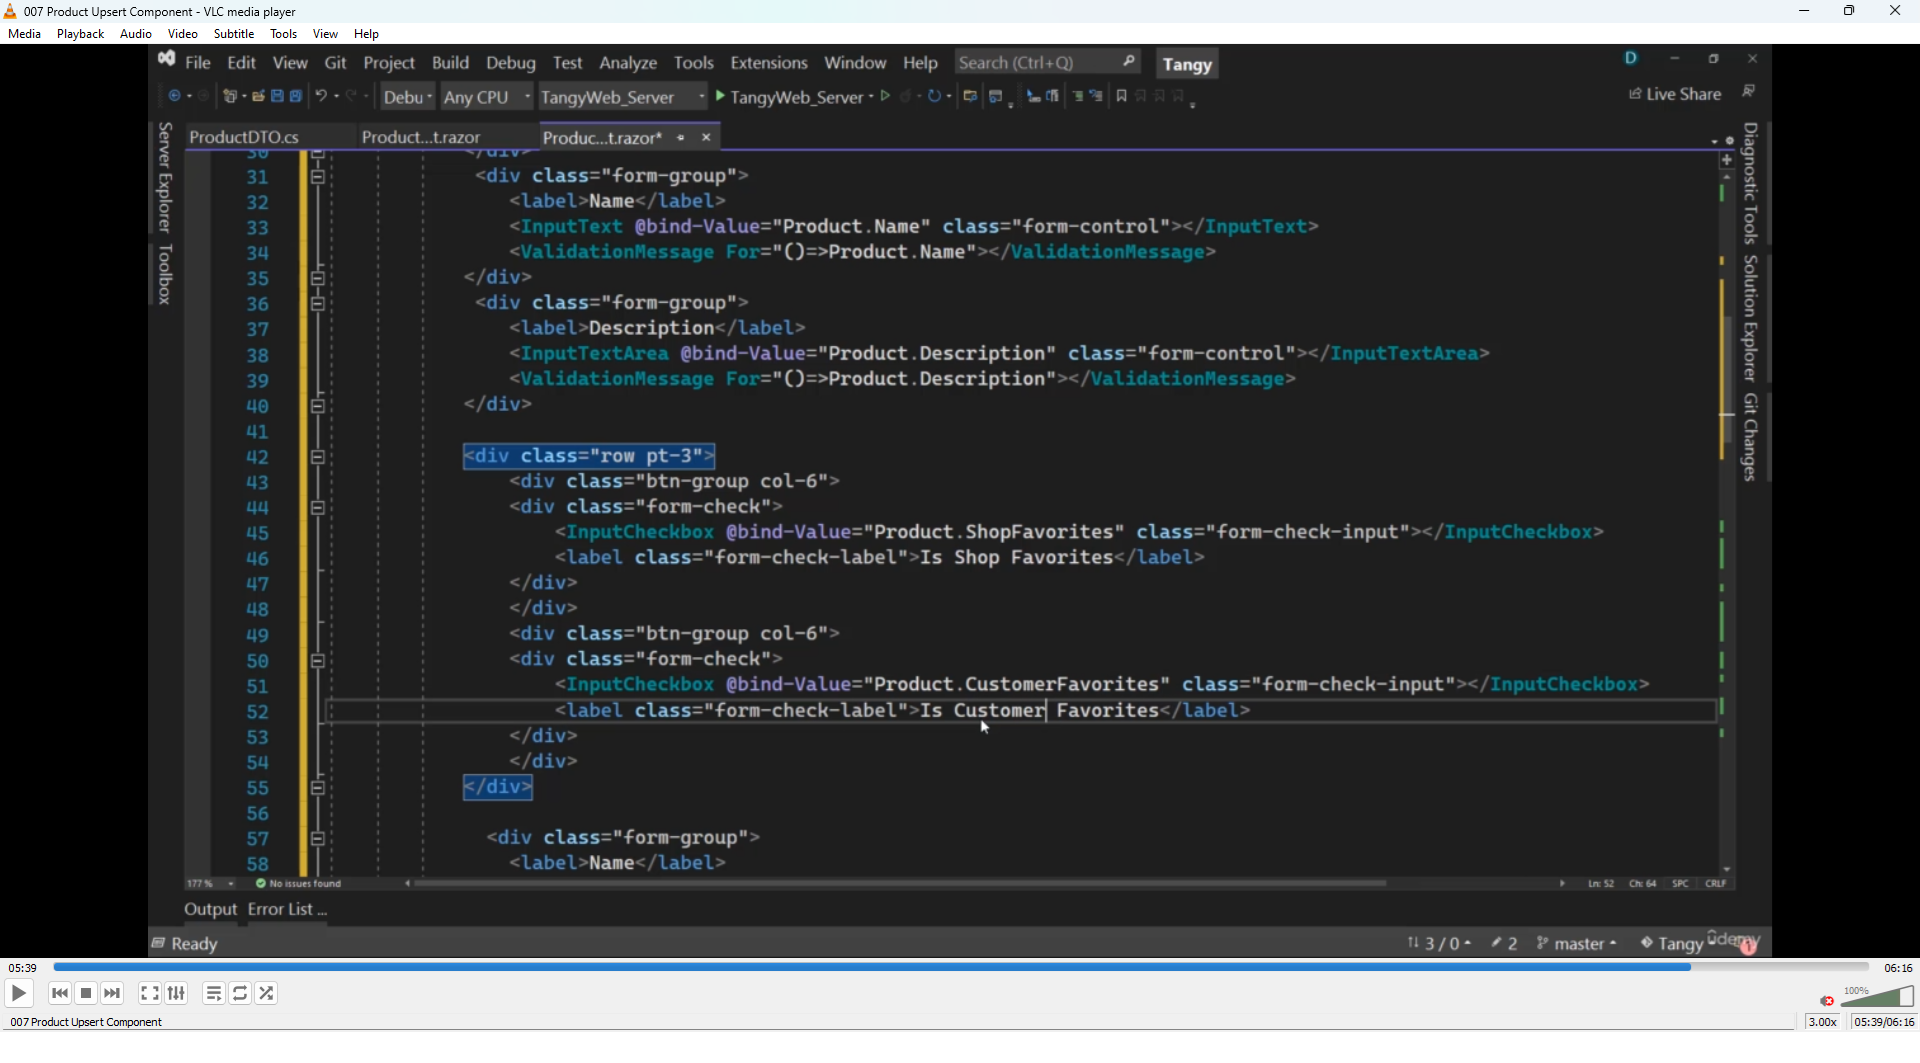 007 Product Upsert Component - VLC media player
Media Playback Audio Video Subtitle Tools View Help
File Edit View Git Project Build Debug Test Analyze Tools Extensions Window Help Search (Ctrl+Q) Tangy
D
Debu Any CPU TangyWeb_Server TangyWeb_Server Live Share
ProductDTO.cs Product...t.razor Produc...t.razor*
Server Explorer
Toolbox
Diagnostic Tools
Solution Explorer
Git Changes
30 </div>
31 <div class="form-group">
32 <label>Name</label>
33 <InputText @bind-Value="Product.Name" class="form-control"></InputText>
34 <ValidationMessage For="()=>Product.Name"></ValidationMessage>
35 </div>
36 <div class="form-group">
37 <label>Description</label>
38 <InputTextArea @bind-Value="Product.Description" class="form-control"></InputTextArea>
39 <ValidationMessage For="()=>Product.Description"></ValidationMessage>
40 </div>
41
42 <div class="row pt-3">
43 <div class="btn-group col-6">
44 <div class="form-check">
45 <InputCheckbox @bind-Value="Product.ShopFavorites" class="form-check-input"></InputCheckbox>
46 <label class="form-check-label">Is Shop Favorites</label>
47 </div>
48 </div>
49 <div class="btn-group col-6">
50 <div class="form-check">
51 <InputCheckbox @bind-Value="Product.CustomerFavorites" class="form-check-input"></InputCheckbox>
52 <label class="form-check-label">Is Customer Favorites</label>
53 </div>
54 </div>
55 </div>
56
57 <div class="form-group">
58 <label>Name</label>
177 % No issues found Ln: 52 Ch: 64 SPC CRLF
Output Error List ...
Ready 3 / 0 2 master Tangy 1
ûdemy
05:39 06:16
100%
007 Product Upsert Component 3.00x 05:39/06:16